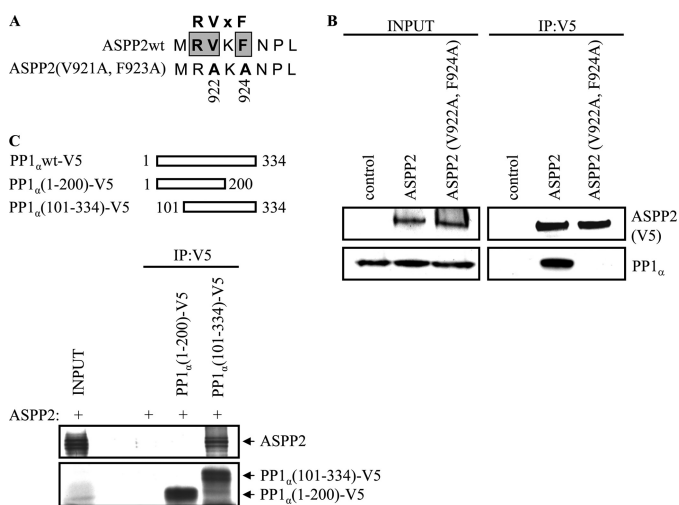 A
R V x F
ASPP2wt M R V K F N P L
ASPP2(V921A, F923A) M R A K A N P L
922 924
B
INPUT IP:V5
control ASPP2 ASPP2 (V922A, F924A) control ASPP2 ASPP2 (V922A, F924A)
ASPP2
(V5)
PP1α
C
PP1αwt-V5 1 334
PP1α(1-200)-V5 1 200
PP1α(101-334)-V5 101 334
IP:V5
INPUT PP1α(1-200)-V5 PP1α(101-334)-V5
ASPP2: + + + +
ASPP2
PP1α(101-334)-V5
PP1α(1-200)-V5